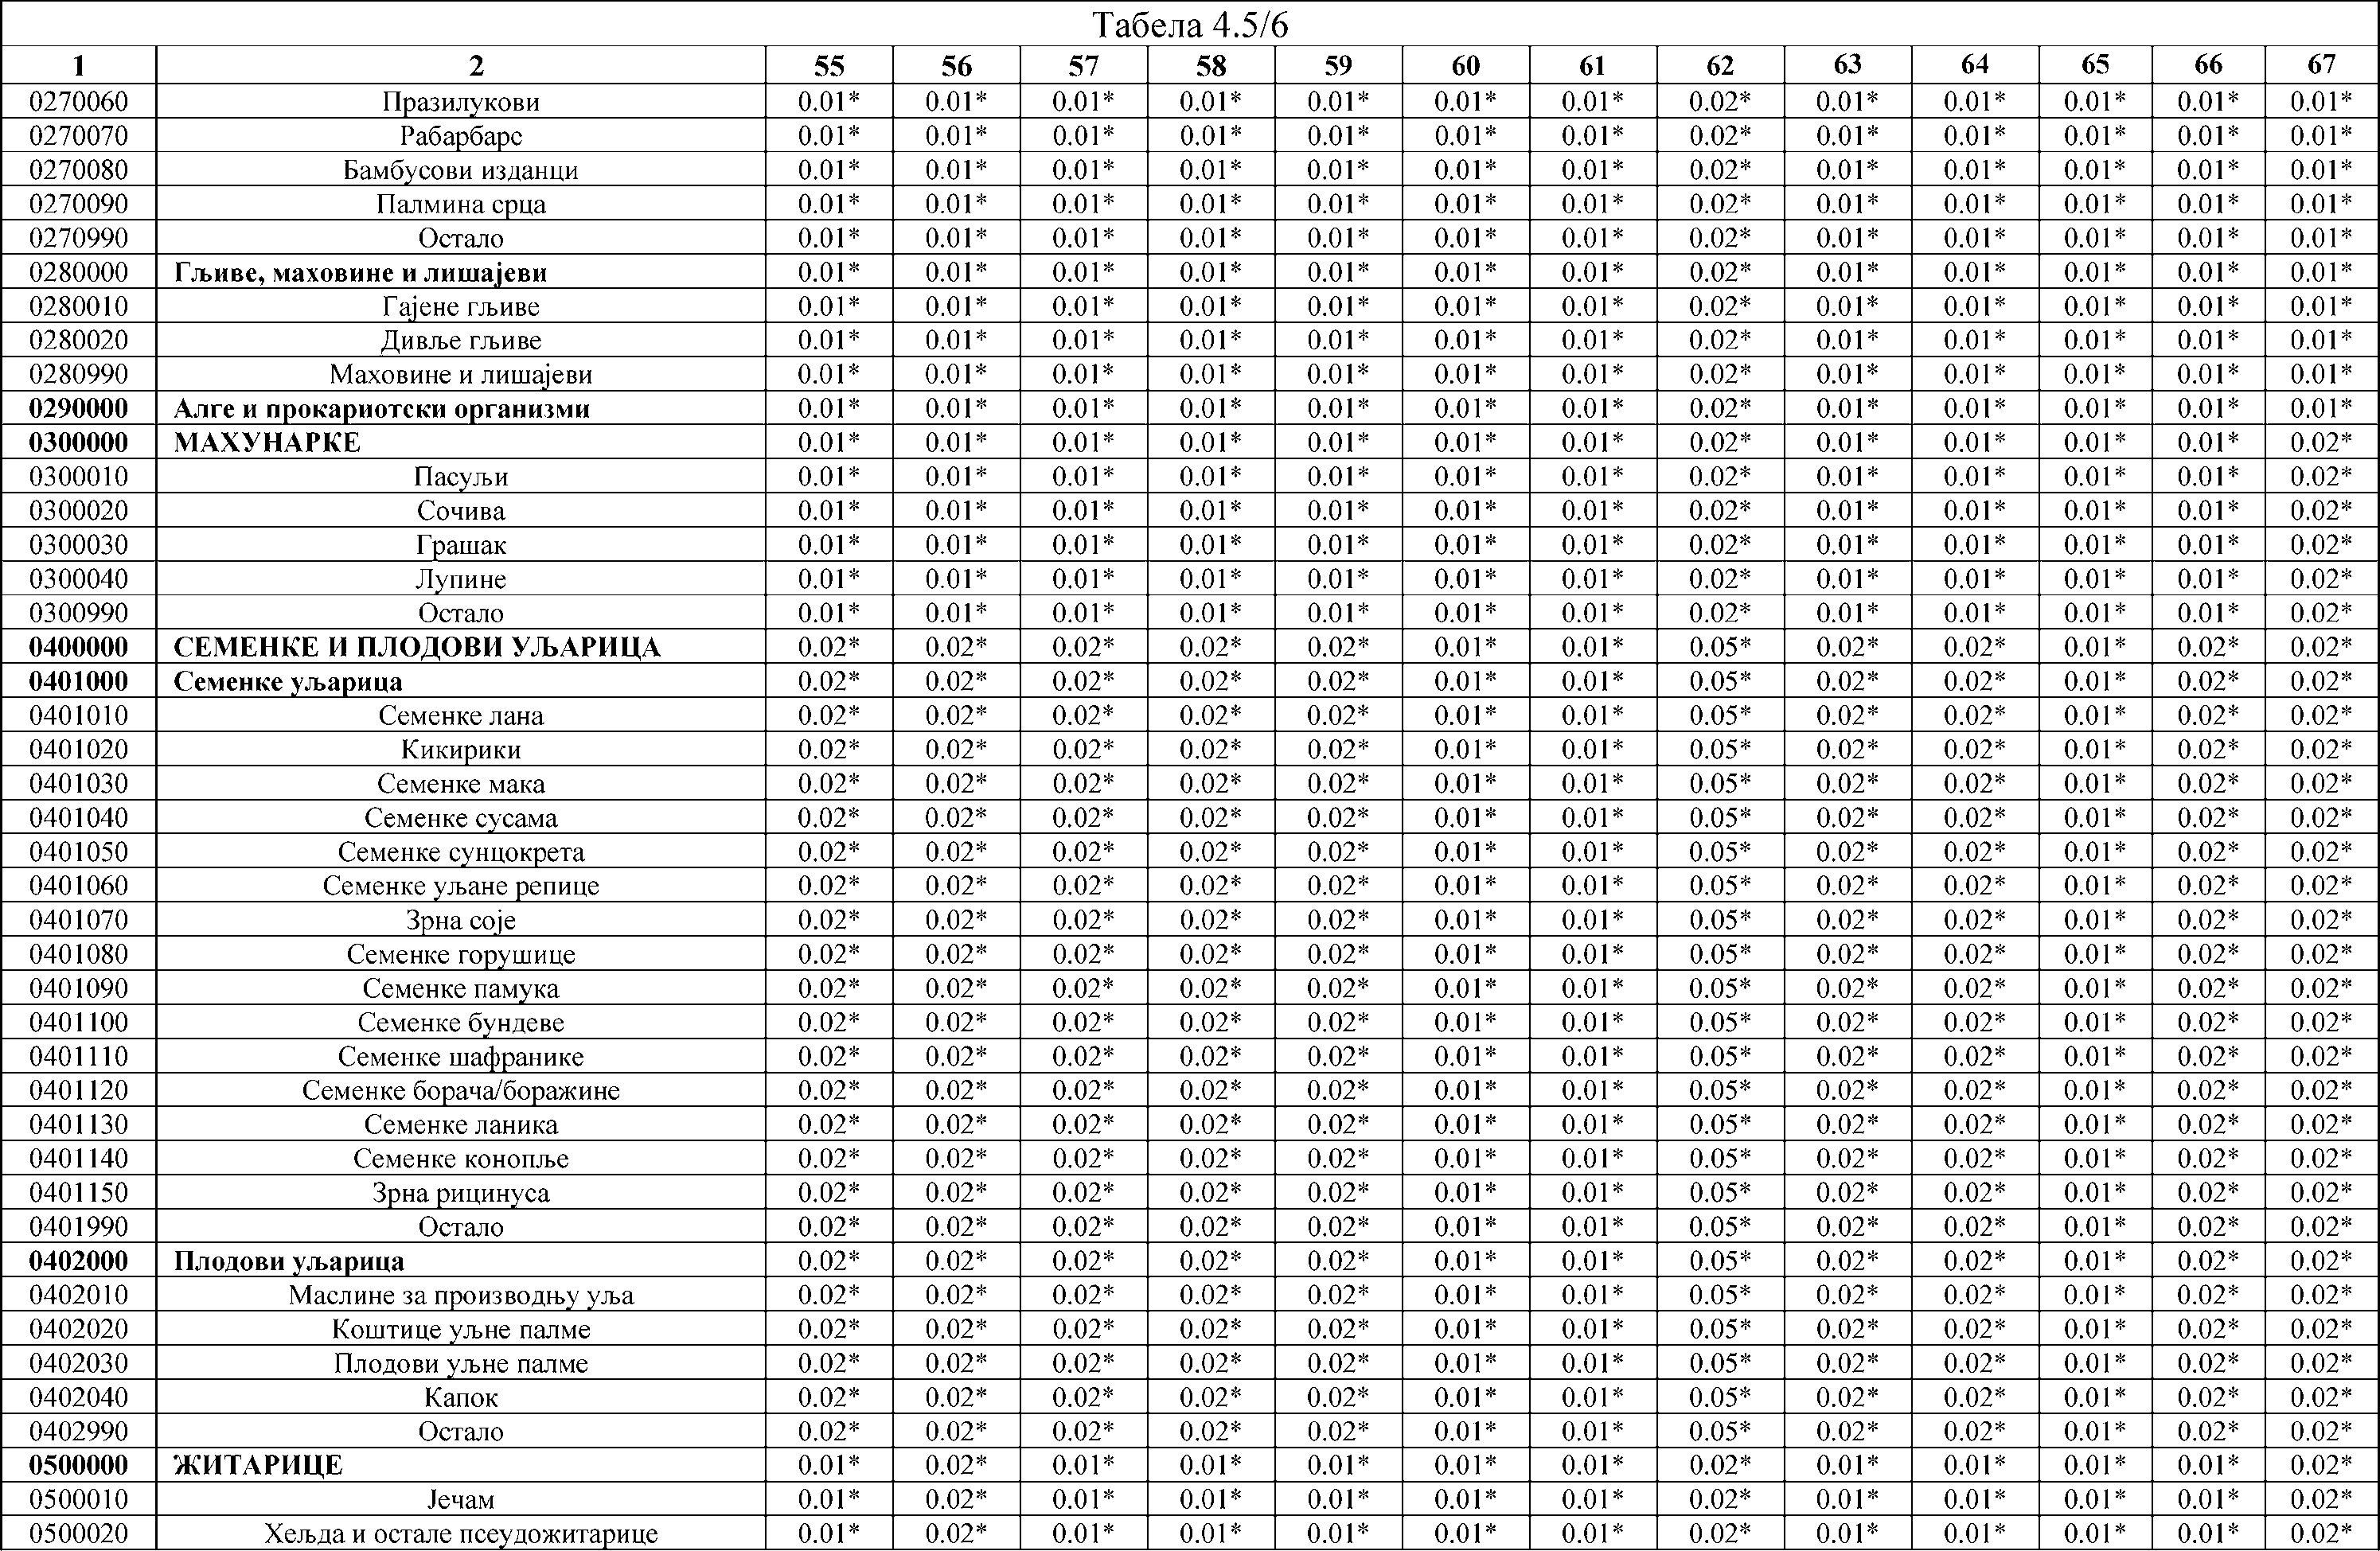 Табела 4.5/6
1 2 55 56 57 58 59 60 61 62 63 64 65 66 67
0270060 Празилукови 0.01* 0.01* 0.01* 0.01* 0.01* 0.01* 0.01* 0.02* 0.01* 0.01* 0.01* 0.01* 0.01*
0270070 Рабарбарс 0.01* 0.01* 0.01* 0.01* 0.01* 0.01* 0.01* 0.02* 0.01* 0.01* 0.01* 0.01* 0.01*
0270080 Бамбусови изданци 0.01* 0.01* 0.01* 0.01* 0.01* 0.01* 0.01* 0.02* 0.01* 0.01* 0.01* 0.01* 0.01*
0270090 Палмина срца 0.01* 0.01* 0.01* 0.01* 0.01* 0.01* 0.01* 0.02* 0.01* 0.01* 0.01* 0.01* 0.01*
0270990 Остало 0.01* 0.01* 0.01* 0.01* 0.01* 0.01* 0.01* 0.02* 0.01* 0.01* 0.01* 0.01* 0.01*
0280000 Гљиве, маховине и лишајеви 0.01* 0.01* 0.01* 0.01* 0.01* 0.01* 0.01* 0.02* 0.01* 0.01* 0.01* 0.01* 0.01*
0280010 Гајене гљиве 0.01* 0.01* 0.01* 0.01* 0.01* 0.01* 0.01* 0.02* 0.01* 0.01* 0.01* 0.01* 0.01*
0280020 Дивље гљиве 0.01* 0.01* 0.01* 0.01* 0.01* 0.01* 0.01* 0.02* 0.01* 0.01* 0.01* 0.01* 0.01*
0280990 Маховине и лишајеви 0.01* 0.01* 0.01* 0.01* 0.01* 0.01* 0.01* 0.02* 0.01* 0.01* 0.01* 0.01* 0.01*
0290000 Алге и прокариотски организми 0.01* 0.01* 0.01* 0.01* 0.01* 0.01* 0.01* 0.02* 0.01* 0.01* 0.01* 0.01* 0.01*
0300000 МАХУНАРКЕ 0.01* 0.01* 0.01* 0.01* 0.01* 0.01* 0.01* 0.02* 0.01* 0.01* 0.01* 0.01* 0.02*
0300010 Пасуљи 0.01* 0.01* 0.01* 0.01* 0.01* 0.01* 0.01* 0.02* 0.01* 0.01* 0.01* 0.01* 0.02*
0300020 Сочива 0.01* 0.01* 0.01* 0.01* 0.01* 0.01* 0.01* 0.02* 0.01* 0.01* 0.01* 0.01* 0.02*
0300030 Грашак 0.01* 0.01* 0.01* 0.01* 0.01* 0.01* 0.01* 0.02* 0.01* 0.01* 0.01* 0.01* 0.02*
0300040 Лупине 0.01* 0.01* 0.01* 0.01* 0.01* 0.01* 0.01* 0.02* 0.01* 0.01* 0.01* 0.01* 0.02*
0300990 Остало 0.01* 0.01* 0.01* 0.01* 0.01* 0.01* 0.01* 0.02* 0.01* 0.01* 0.01* 0.01* 0.02*
0400000 СЕМЕНКЕ И ПЛОДОВИ УЉАРИЦА 0.02* 0.02* 0.02* 0.02* 0.02* 0.01* 0.01* 0.05* 0.02* 0.02* 0.01* 0.02* 0.02*
0401000 Семенке уљарица 0.02* 0.02* 0.02* 0.02* 0.02* 0.01* 0.01* 0.05* 0.02* 0.02* 0.01* 0.02* 0.02*
0401010 Семенке лана 0.02* 0.02* 0.02* 0.02* 0.02* 0.01* 0.01* 0.05* 0.02* 0.02* 0.01* 0.02* 0.02*
0401020 Кикирики 0.02* 0.02* 0.02* 0.02* 0.02* 0.01* 0.01* 0.05* 0.02* 0.02* 0.01* 0.02* 0.02*
0401030 Семенке мака 0.02* 0.02* 0.02* 0.02* 0.02* 0.01* 0.01* 0.05* 0.02* 0.02* 0.01* 0.02* 0.02*
0401040 Семенке сусама 0.02* 0.02* 0.02* 0.02* 0.02* 0.01* 0.01* 0.05* 0.02* 0.02* 0.01* 0.02* 0.02*
0401050 Семенке сунцокрета 0.02* 0.02* 0.02* 0.02* 0.02* 0.01* 0.01* 0.05* 0.02* 0.02* 0.01* 0.02* 0.02*
0401060 Семенке уљане репице 0.02* 0.02* 0.02* 0.02* 0.02* 0.01* 0.01* 0.05* 0.02* 0.02* 0.01* 0.02* 0.02*
0401070 Зрна соје 0.02* 0.02* 0.02* 0.02* 0.02* 0.01* 0.01* 0.05* 0.02* 0.02* 0.01* 0.02* 0.02*
0401080 Семенке горушице 0.02* 0.02* 0.02* 0.02* 0.02* 0.01* 0.01* 0.05* 0.02* 0.02* 0.01* 0.02* 0.02*
0401090 Семенке памука 0.02* 0.02* 0.02* 0.02* 0.02* 0.01* 0.01* 0.05* 0.02* 0.02* 0.01* 0.02* 0.02*
0401100 Семенке бундеве 0.02* 0.02* 0.02* 0.02* 0.02* 0.01* 0.01* 0.05* 0.02* 0.02* 0.01* 0.02* 0.02*
0401110 Семенке шафранике 0.02* 0.02* 0.02* 0.02* 0.02* 0.01* 0.01* 0.05* 0.02* 0.02* 0.01* 0.02* 0.02*
0401120 Семенке борача/боражине 0.02* 0.02* 0.02* 0.02* 0.02* 0.01* 0.01* 0.05* 0.02* 0.02* 0.01* 0.02* 0.02*
0401130 Семенке ланика 0.02* 0.02* 0.02* 0.02* 0.02* 0.01* 0.01* 0.05* 0.02* 0.02* 0.01* 0.02* 0.02*
0401140 Семенке конопље 0.02* 0.02* 0.02* 0.02* 0.02* 0.01* 0.01* 0.05* 0.02* 0.02* 0.01* 0.02* 0.02*
0401150 Зрна рицинуса 0.02* 0.02* 0.02* 0.02* 0.02* 0.01* 0.01* 0.05* 0.02* 0.02* 0.01* 0.02* 0.02*
0401990 Остало 0.02* 0.02* 0.02* 0.02* 0.02* 0.01* 0.01* 0.05* 0.02* 0.02* 0.01* 0.02* 0.02*
0402000 Плодови уљарица 0.02* 0.02* 0.02* 0.02* 0.02* 0.01* 0.01* 0.05* 0.02* 0.02* 0.01* 0.02* 0.02*
0402010 Маслине за производњу уља 0.02* 0.02* 0.02* 0.02* 0.02* 0.01* 0.01* 0.05* 0.02* 0.02* 0.01* 0.02* 0.02*
0402020 Коштице уљне палме 0.02* 0.02* 0.02* 0.02* 0.02* 0.01* 0.01* 0.05* 0.02* 0.02* 0.01* 0.02* 0.02*
0402030 Плодови уљне палме 0.02* 0.02* 0.02* 0.02* 0.02* 0.01* 0.01* 0.05* 0.02* 0.02* 0.01* 0.02* 0.02*
0402040 Капок 0.02* 0.02* 0.02* 0.02* 0.02* 0.01* 0.01* 0.05* 0.02* 0.02* 0.01* 0.02* 0.02*
0402990 Остало 0.02* 0.02* 0.02* 0.02* 0.02* 0.01* 0.01* 0.05* 0.02* 0.02* 0.01* 0.02* 0.02*
0500000 ЖИТАРИЦЕ 0.01* 0.02* 0.01* 0.01* 0.01* 0.01* 0.01* 0.02* 0.01* 0.01* 0.01* 0.01* 0.02*
0500010 Јечам 0.01* 0.02* 0.01* 0.01* 0.01* 0.01* 0.01* 0.02* 0.01* 0.01* 0.01* 0.01* 0.02*
0500020 Хељда и остале псеудожитарице 0.01* 0.02* 0.01* 0.01* 0.01* 0.01* 0.01* 0.02* 0.01* 0.01* 0.01* 0.01* 0.02*